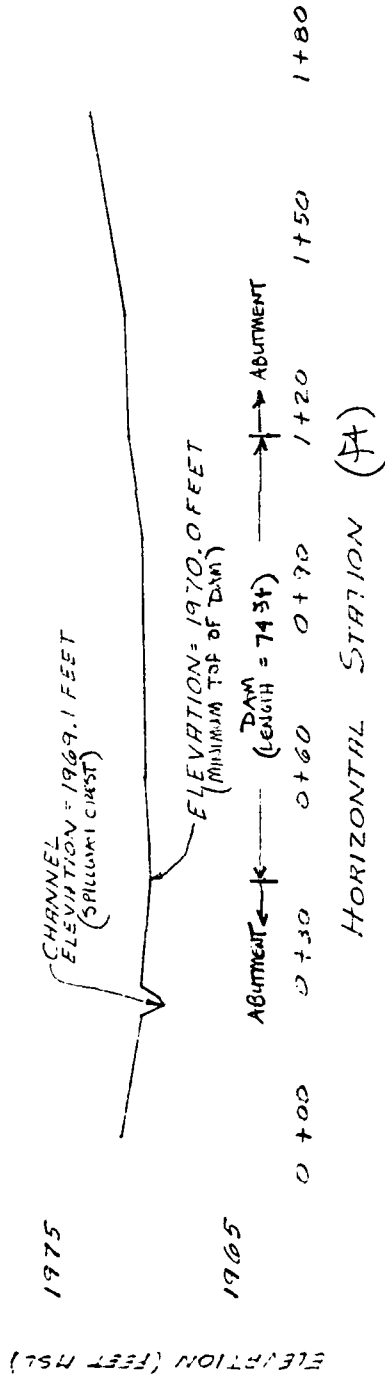 1975
1965
ELEVATION (FEET MSL)
CHANNEL
ELEVATION = 1969.1 FEET
(SPILLWAY CREST)
ELEVATION = 1970.0 FEET
(MINIMUM TOP OF DAM)
ABUTMENT
DAM
(LENGTH = 74 3t)
ABUTMENT
0 +00
0 +30
0 +60
0 +90
1 +20
1 +50
1 +80
HORIZONTAL STATION (ft)